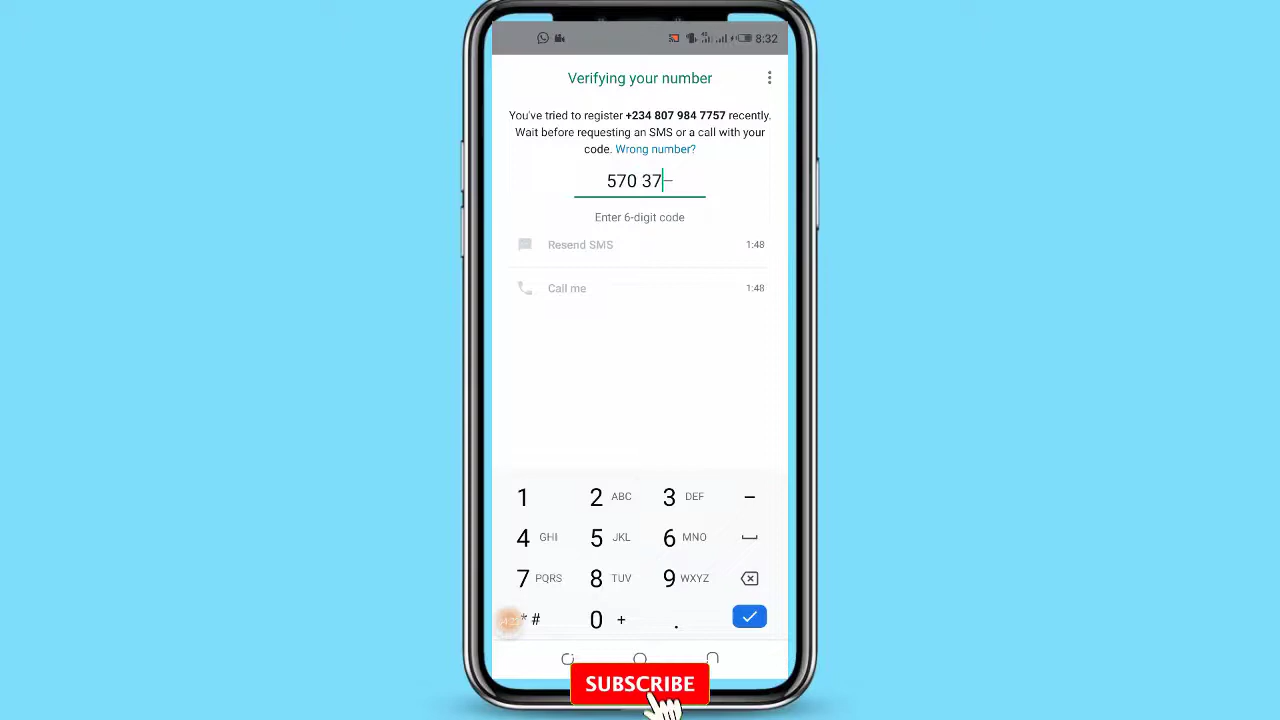 8:32
Verifying your number
You've tried to register +234 807 984 7757 recently.
Wait before requesting an SMS or a call with your
code. Wrong number?
570 37–
Enter 6-digit code
Resend SMS 1:48
Call me 1:48
1 2 ABC 3 DEF –
4 GHI 5 JKL 6 MNO
7 PQRS 8 TUV 9 WXYZ
* # 0 + .
SUBSCRIBE